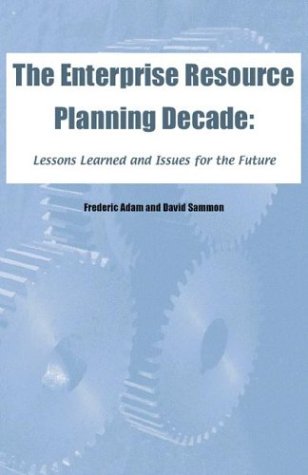 The Enterprise Resource
Planning Decade:
Lessons Learned and Issues for the Future
Frederic Adam and David Sammon